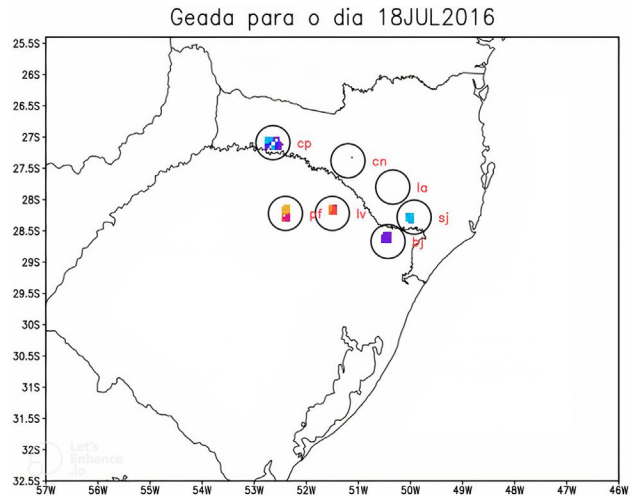 Geada para o dia 18JUL2016
25.5S
26S
26.5S
27S
cp
27.5S
cn
28S
la
pf
lv
sj
28.5S
bj
29S
29.5S
30S
30.5S
31S
31.5S
32S
Let's
Enhance
.io
32.5S
57W 56W 55W 54W 53W 52W 51W 50W 49W 48W 47W 46W